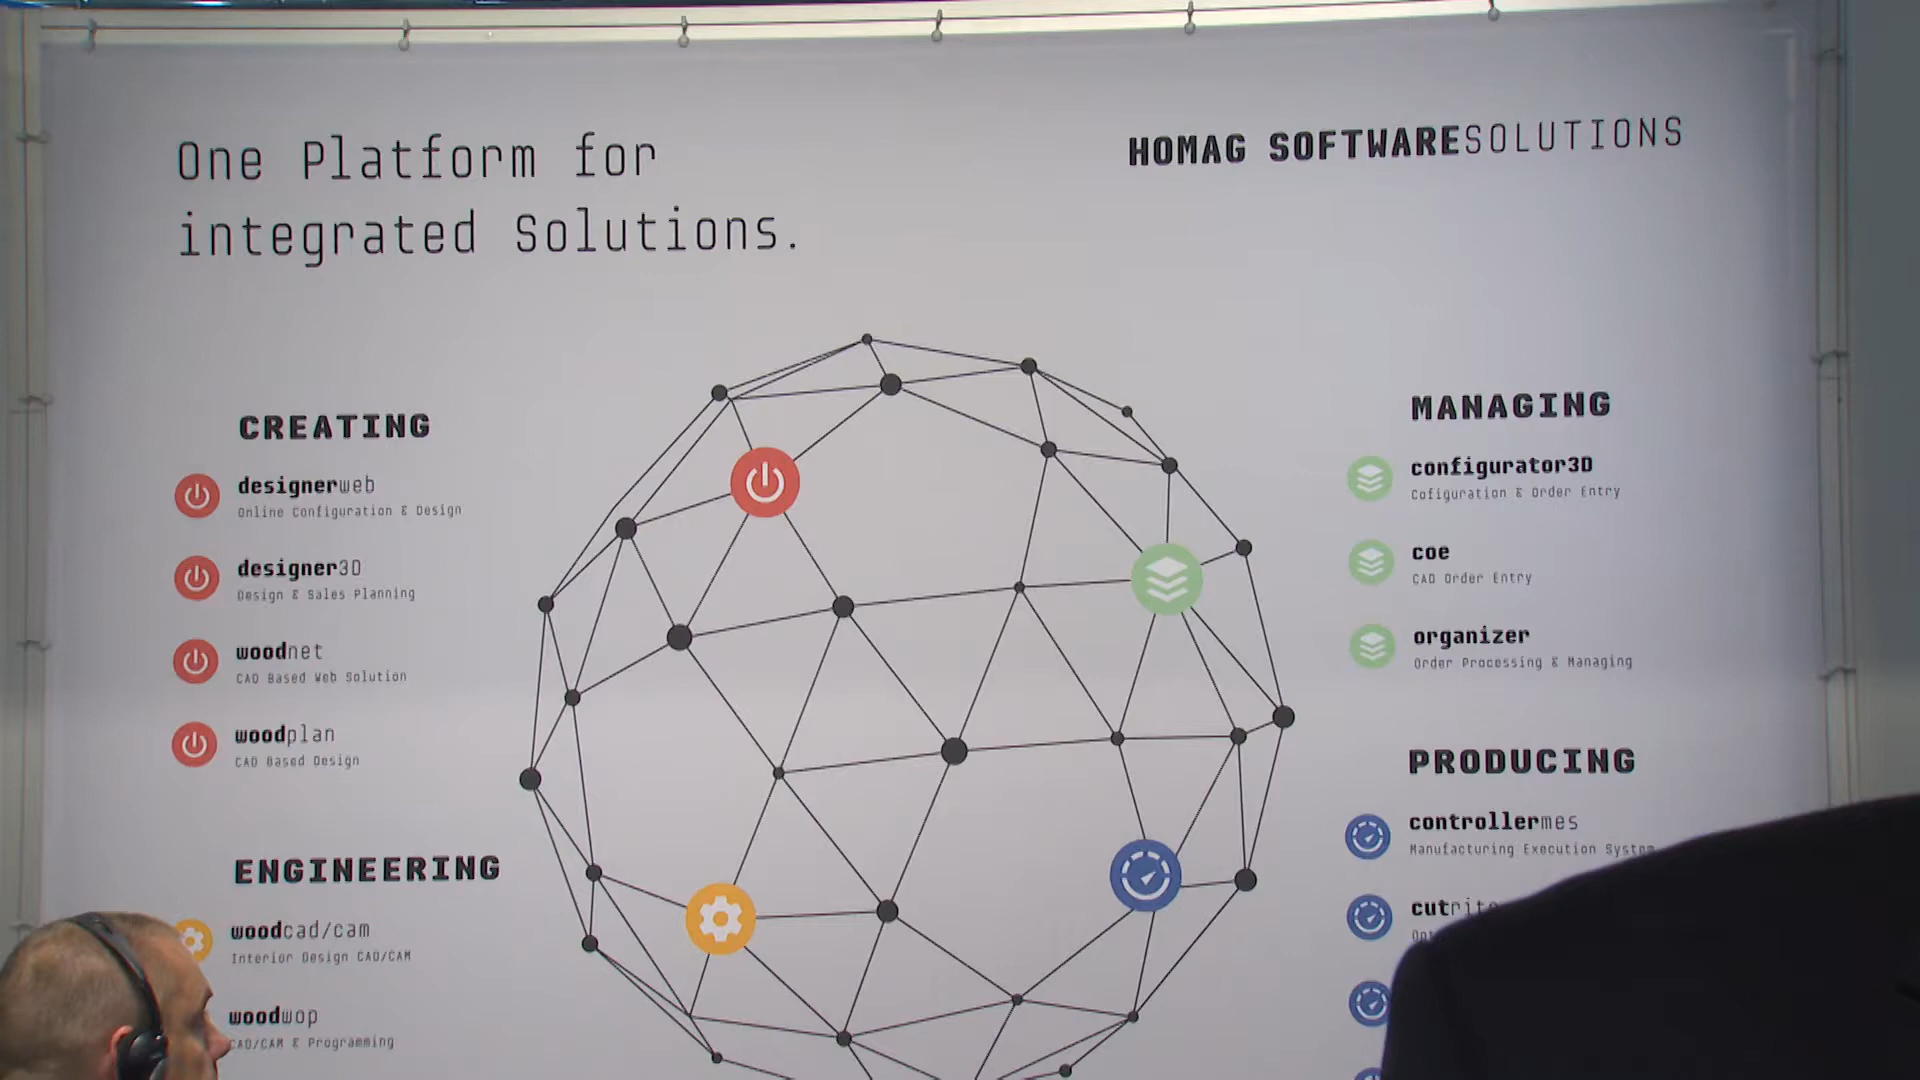 One Platform for
integrated Solutions.
HOMAG SOFTWARESOLUTIONS
CREATING
designerweb
Online Configuration & Design
designer3D
Design & Sales Planning
woodnet
CAD Based Web Solution
woodplan
CAD Based Design
ENGINEERING
woodcad/cam
Interior Design CAD/CAM
woodwop
CAD/CAM & Programming
MANAGING
configurator3D
Cofiguration & Order Entry
coe
CAD Order Entry
organizer
Order Processing & Managing
PRODUCING
controllermes
Manufacturing Execution System
cutrite